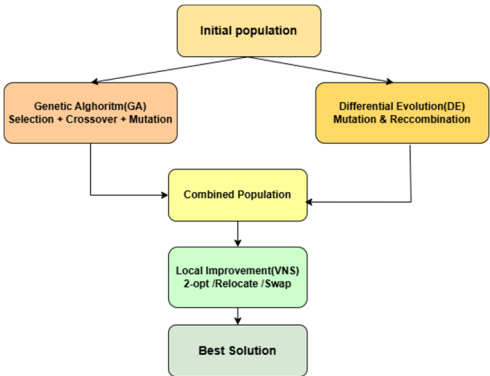 Initial population
Genetic Alghoritm(GA)
Selection + Crossover + Mutation
Differential Evolution(DE)
Mutation & Reccombination
Combined Population
Local Improvement(VNS)
2-opt /Relocate /Swap
Best Solution